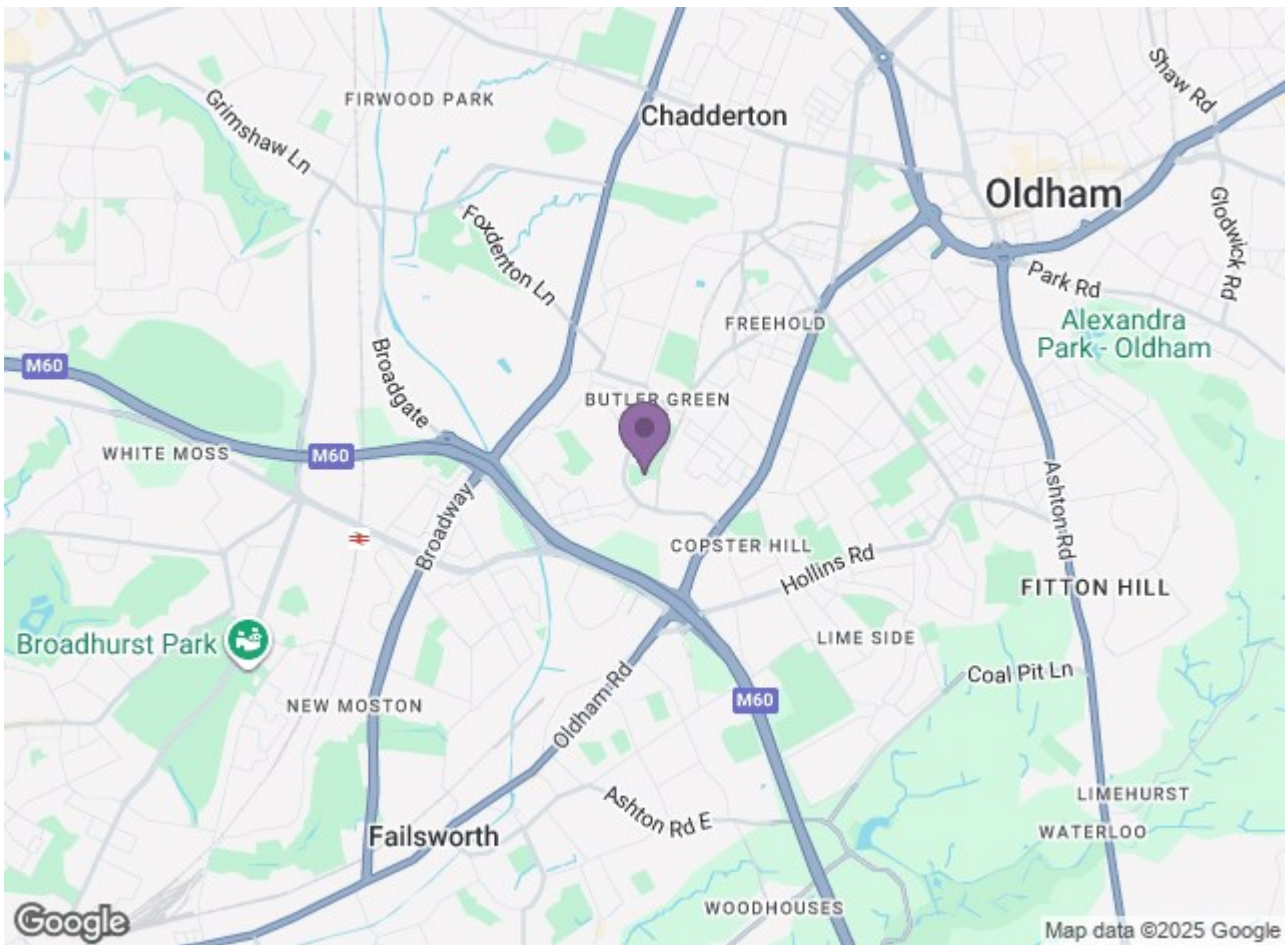 Shaw Rd
FIRWOOD PARK
Chadderton
Grimshaw Ln
Oldham
Glodwick Rd
Foxdenton Ln
Park Rd
FREEHOLD
Alexandra
Park - Oldham
M60
Broadgate
BUTLER GREEN
WHITE MOSS
M60
Ashton Rd
Broadway
COPSTER HILL
Hollins Rd
FITTON HILL
Broadhurst Park
LIME SIDE
Coal Pit Ln
NEW MOSTON
Oldham Rd
M60
LIMEHURST
Ashton Rd E
Failsworth
WATERLOO
WOODHOUSES
Google
Map data ©2025 Google